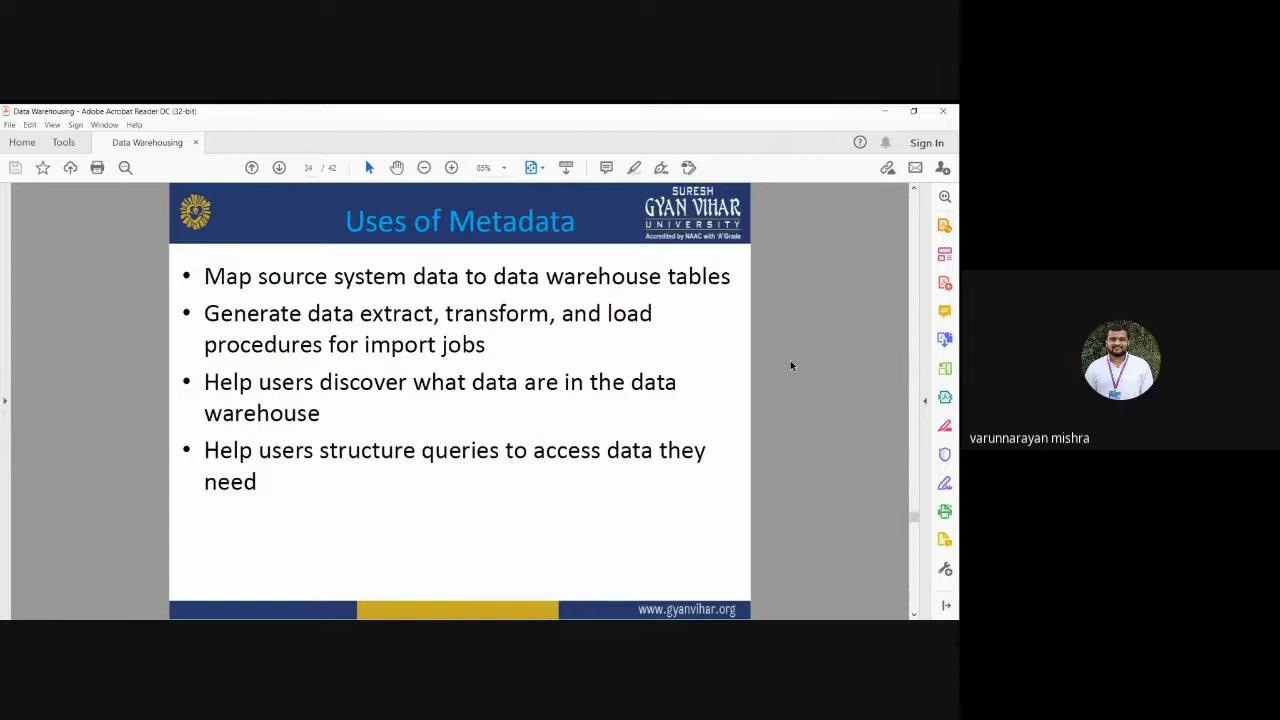 Data Warehousing - Adobe Acrobat Reader DC (32-bit)
File Edit View Sign Window Help
Home Tools Data Warehousing × Sign In
34 / 42 85%
Uses of Metadata
SURESH
GYAN VIHAR
UNIVERSITY
Accredited by NAAC with 'A' Grade
• Map source system data to data warehouse tables
• Generate data extract, transform, and load
procedures for import jobs
• Help users discover what data are in the data
warehouse
• Help users structure queries to access data they
need
www.gyanvihar.org
varunnarayan mishra